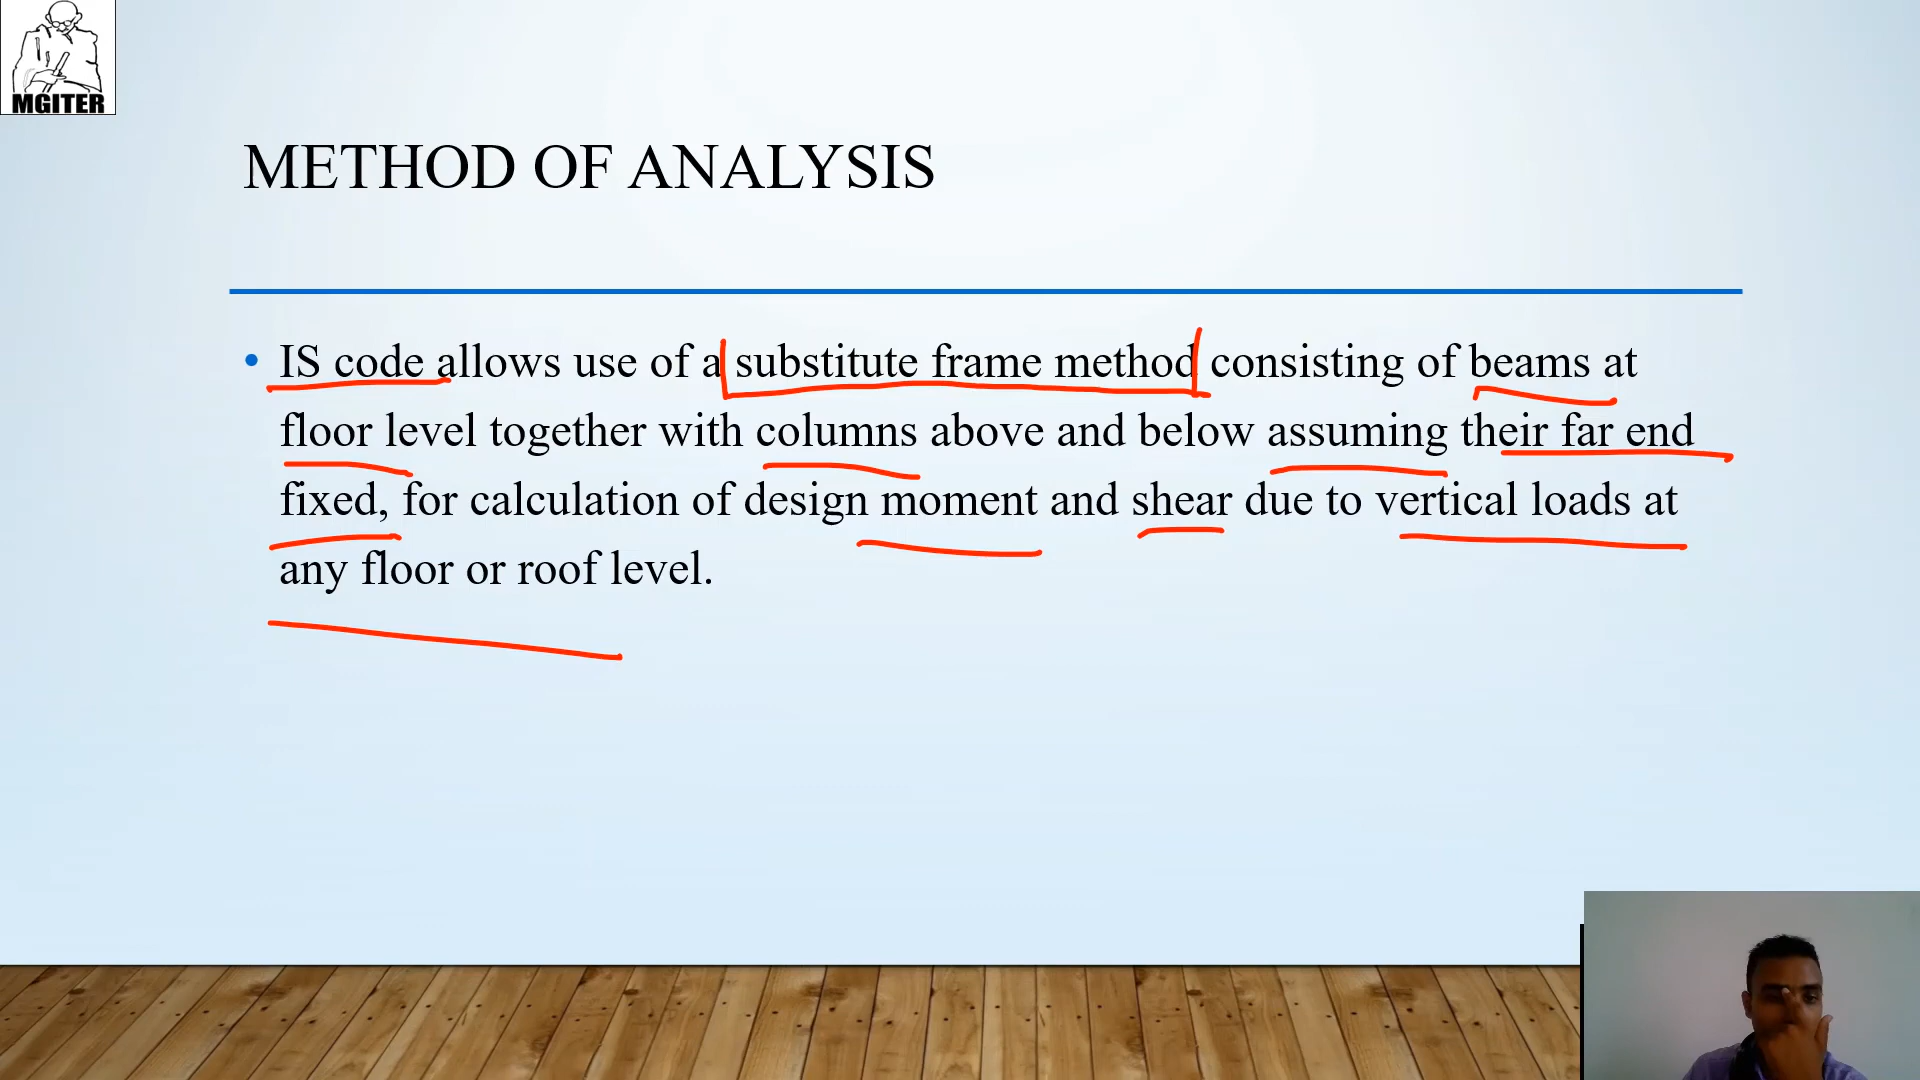 MGITER
METHOD OF ANALYSIS
• IS code allows use of a substitute frame method consisting of beams at
floor level together with columns above and below assuming their far end
fixed, for calculation of design moment and shear due to vertical loads at
any floor or roof level.